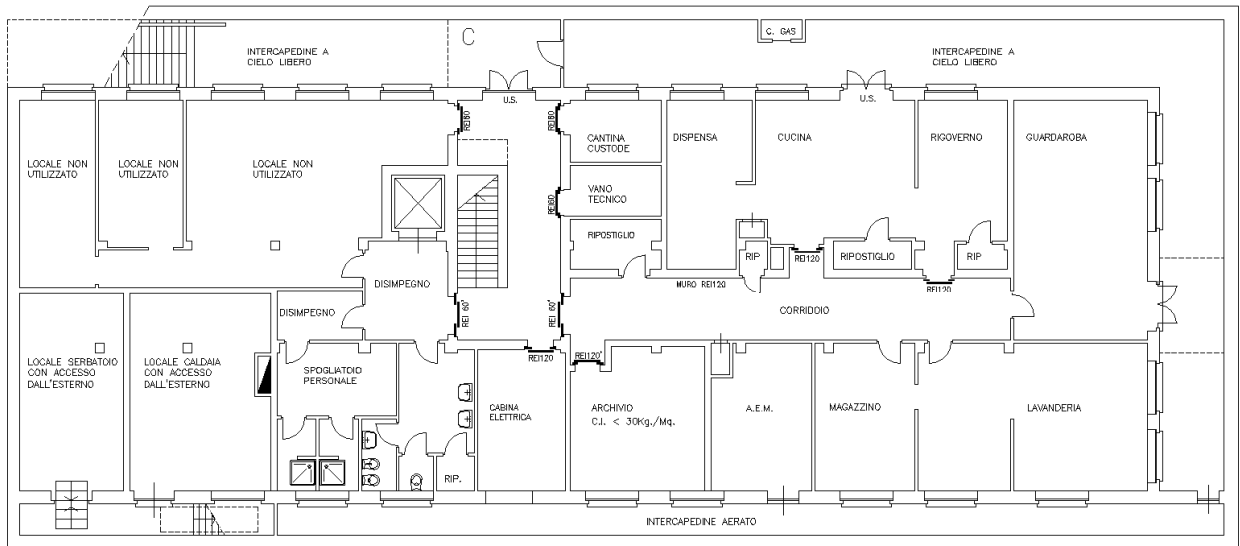 C
C. GAS
INTERCAPEDINE A
CIELO LIBERO
INTERCAPEDINE A
CIELO LIBERO
U.S.
U.S.
REI80
REI80
LOCALE NON
UTILIZZATO
LOCALE NON
UTILIZZATO
LOCALE NON
UTILIZZATO
CANTINA
CUSTODE
DISPENSA
CUCINA
RIGOVERNO
GUARDAROBA
VANO
TECNICO
REI60
RIPOSTIGLIO
RIP
REI120
RIPOSTIGLIO
RIP
DISIMPEGNO
MURO REI120
REI120
DISIMPEGNO
REI 60'
REI 60'
CORRIDOIO
LOCALE SERBATOIO
CON ACCESSO
DALL'ESTERNO
LOCALE CALDAIA
CON ACCESSO
DALL'ESTERNO
SPOGLIATOIO
PERSONALE
REI120
REI120'
CABINA
ELETTRICA
ARCHIVIO
C.I. < 30Kg./Mq.
A.E.M.
MAGAZZINO
LAVANDERIA
RIP.
INTERCAPEDINE AERATO